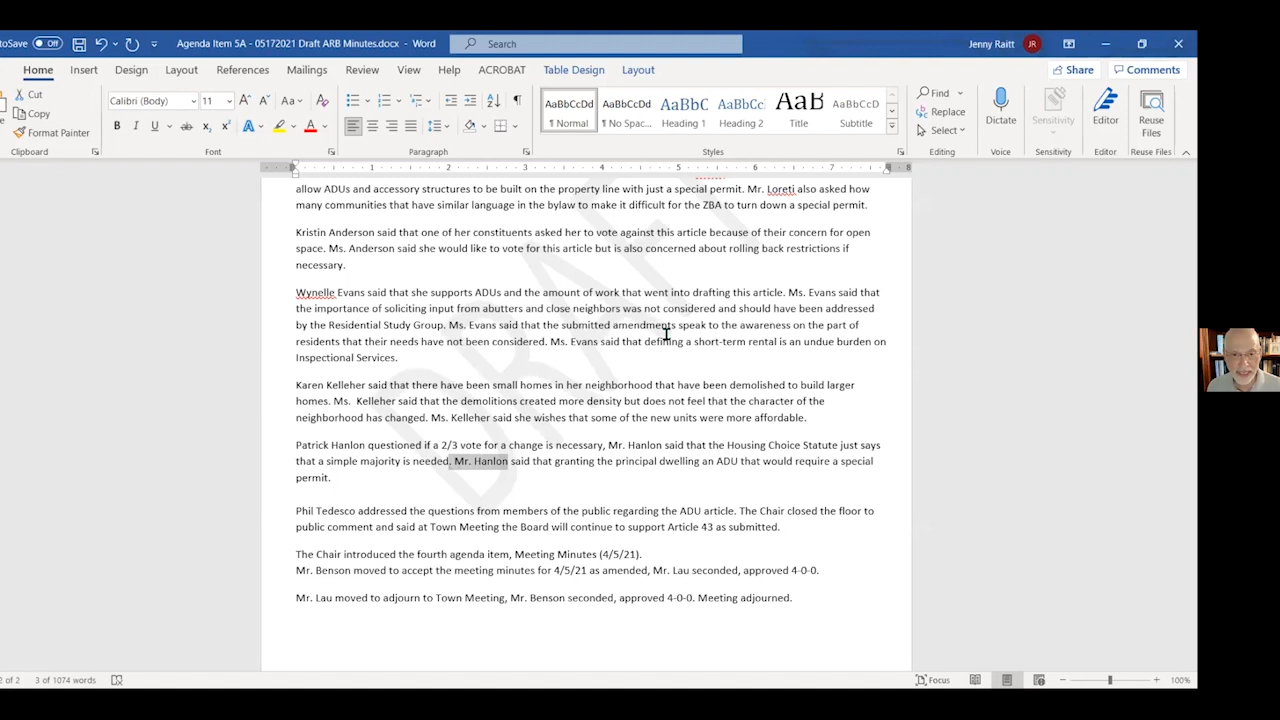 AutoSave Off Agenda Item 5A - 05172021 Draft ARB Minutes.docx - Word Search Jenny Raitt JR
Home Insert Design Layout References Mailings Review View Help ACROBAT Table Design Layout Share Comments
Cut
Copy
Format Painter
Calibri (Body) 11
AaBbCcDd AaBbCcDd AaBbC AaBbCc AaB AaBbCcD
¶ Normal ¶ No Spac... Heading 1 Heading 2 Title Subtitle
Find
Replace
Select
Dictate Sensitivity Editor Reuse Files
Clipboard Font Paragraph Styles Editing Voice Sensitivity Editor Reuse Files
1 2 3 4 5 6 7 8
allow ADUs and accessory structures to be built on the property line with just a special permit. Mr. Loreti also asked how
many communities that have similar language in the bylaw to make it difficult for the ZBA to turn down a special permit.
Kristin Anderson said that one of her constituents asked her to vote against this article because of their concern for open
space. Ms. Anderson said she would like to vote for this article but is also concerned about rolling back restrictions if
necessary.
Wynelle Evans said that she supports ADUs and the amount of work that went into drafting this article. Ms. Evans said that
the importance of soliciting input from abutters and close neighbors was not considered and should have been addressed
by the Residential Study Group. Ms. Evans said that the submitted amendments speak to the awareness on the part of
residents that their needs have not been considered. Ms. Evans said that defining a short-term rental is an undue burden on
Inspectional Services.
Karen Kelleher said that there have been small homes in her neighborhood that have been demolished to build larger
homes. Ms.  Kelleher said that the demolitions created more density but does not feel that the character of the
neighborhood has changed. Ms. Kelleher said she wishes that some of the new units were more affordable.
Patrick Hanlon questioned if a 2/3 vote for a change is necessary, Mr. Hanlon said that the Housing Choice Statute just says
that a simple majority is needed. Mr. Hanlon said that granting the principal dwelling an ADU that would require a special
permit.
Phil Tedesco addressed the questions from members of the public regarding the ADU article. The Chair closed the floor to
public comment and said at Town Meeting the Board will continue to support Article 43 as submitted.
The Chair introduced the fourth agenda item, Meeting Minutes (4/5/21).
Mr. Benson moved to accept the meeting minutes for 4/5/21 as amended, Mr. Lau seconded, approved 4-0-0.
Mr. Lau moved to adjourn to Town Meeting, Mr. Benson seconded, approved 4-0-0. Meeting adjourned.
DRAFT
2 of 2 3 of 1074 words Focus 100%